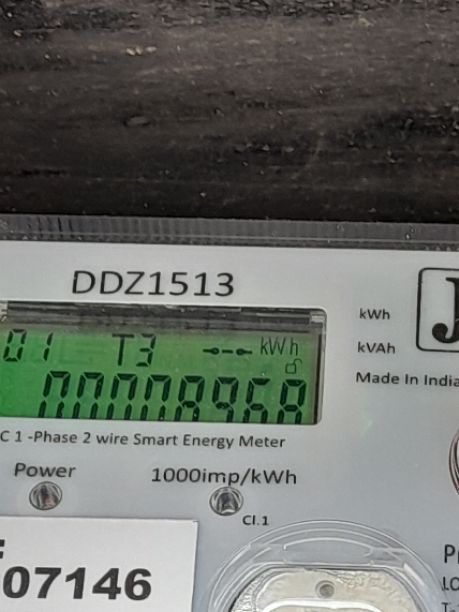 DDZ1513
kWh
01 T3 kWh
kVAh
Made In India
C 1 -Phase 2 wire Smart Energy Meter
Power
1000imp/kWh
Cl.1
07146